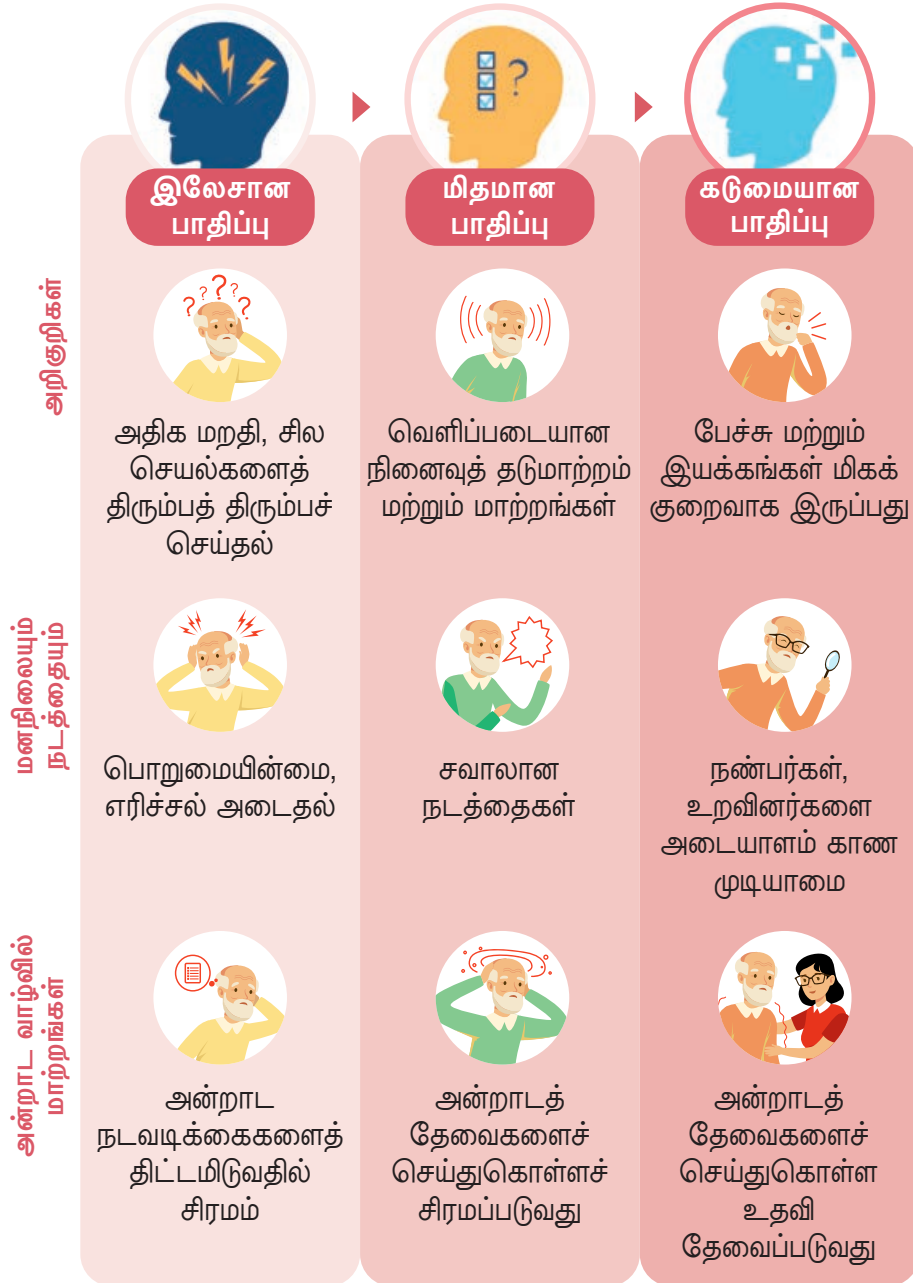 இலேசான
பாதிப்பு
மிதமான
பாதிப்பு
கடுமையான
பாதிப்பு
அறிகுறிகள்
அதிக மறதி, சில
செயல்களைத்
திரும்பத் திரும்பச்
செய்தல்
வெளிப்படையான
நினைவுத் தடுமாற்றம்
மற்றும் மாற்றங்கள்
பேச்சு மற்றும்
இயக்கங்கள் மிகக்
குறைவாக இருப்பது
மனநிலையும்
நடத்தையும்
பொறுமையின்மை,
எரிச்சல் அடைதல்
சவாலான
நடத்தைகள்
நண்பர்கள்,
உறவினர்களை
அடையாளம் காண
முடியாமை
அன்றாட வாழ்வில்
மாற்றங்கள்
அன்றாட
நடவடிக்கைகளைத்
திட்டமிடுவதில்
சிரமம்
அன்றாடத்
தேவைகளைச்
செய்துகொள்ளச்
சிரமப்படுவது
அன்றாடத்
தேவைகளைச்
செய்துகொள்ள
உதவி
தேவைப்படுவது